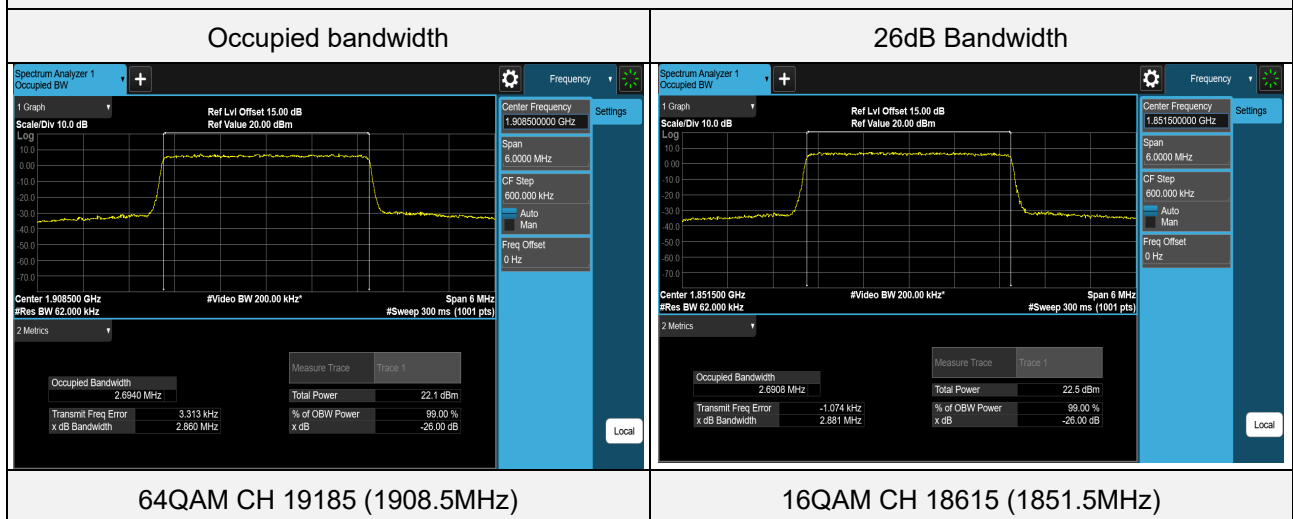 Occupied bandwidth
26dB Bandwidth
Spectrum Analyzer 1
Occupied BW
+
Frequency
1 Graph
Scale/Div 10.0 dB
Ref Lvl Offset 15.00 dB
Ref Value 20.00 dBm
Log
10.0
0.00
-10.0
-20.0
-30.0
-40.0
-50.0
-60.0
-70.0
Center 1.908500 GHz
#Video BW 200.00 kHz*
Span 6 MHz
#Res BW 62.000 kHz
#Sweep 300 ms (1001 pts)
Center Frequency
1.908500000 GHz
Settings
Span
6.0000 MHz
CF Step
600.000 kHz
Auto
Man
Freq Offset
0 Hz
2 Metrics
Measure Trace Trace 1
Occupied Bandwidth
2.6940 MHz
Total Power 22.1 dBm
Transmit Freq Error 3.313 kHz
% of OBW Power 99.00 %
x dB Bandwidth 2.860 MHz
x dB -26.00 dB
Local
Spectrum Analyzer 1
Occupied BW
+
Frequency
1 Graph
Scale/Div 10.0 dB
Ref Lvl Offset 15.00 dB
Ref Value 20.00 dBm
Log
10.0
0.00
-10.0
-20.0
-30.0
-40.0
-50.0
-60.0
-70.0
Center 1.851500 GHz
#Video BW 200.00 kHz*
Span 6 MHz
#Res BW 62.000 kHz
#Sweep 300 ms (1001 pts)
Center Frequency
1.851500000 GHz
Settings
Span
6.0000 MHz
CF Step
600.000 kHz
Auto
Man
Freq Offset
0 Hz
2 Metrics
Measure Trace Trace 1
Occupied Bandwidth
2.6908 MHz
Total Power 22.5 dBm
Transmit Freq Error -1.074 kHz
% of OBW Power 99.00 %
x dB Bandwidth 2.881 MHz
x dB -26.00 dB
Local
64QAM CH 19185 (1908.5MHz)
16QAM CH 18615 (1851.5MHz)